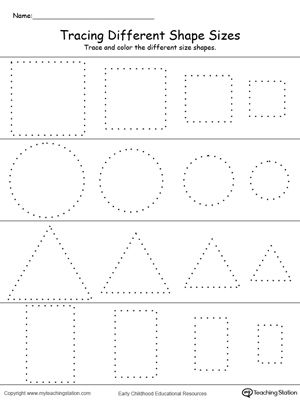 Name:
Tracing Different Shape Sizes
Trace and color the different size shapes.
Copyright © www.myteachingstation.com
Early Childhood Educational Resources
MY TeachingStation